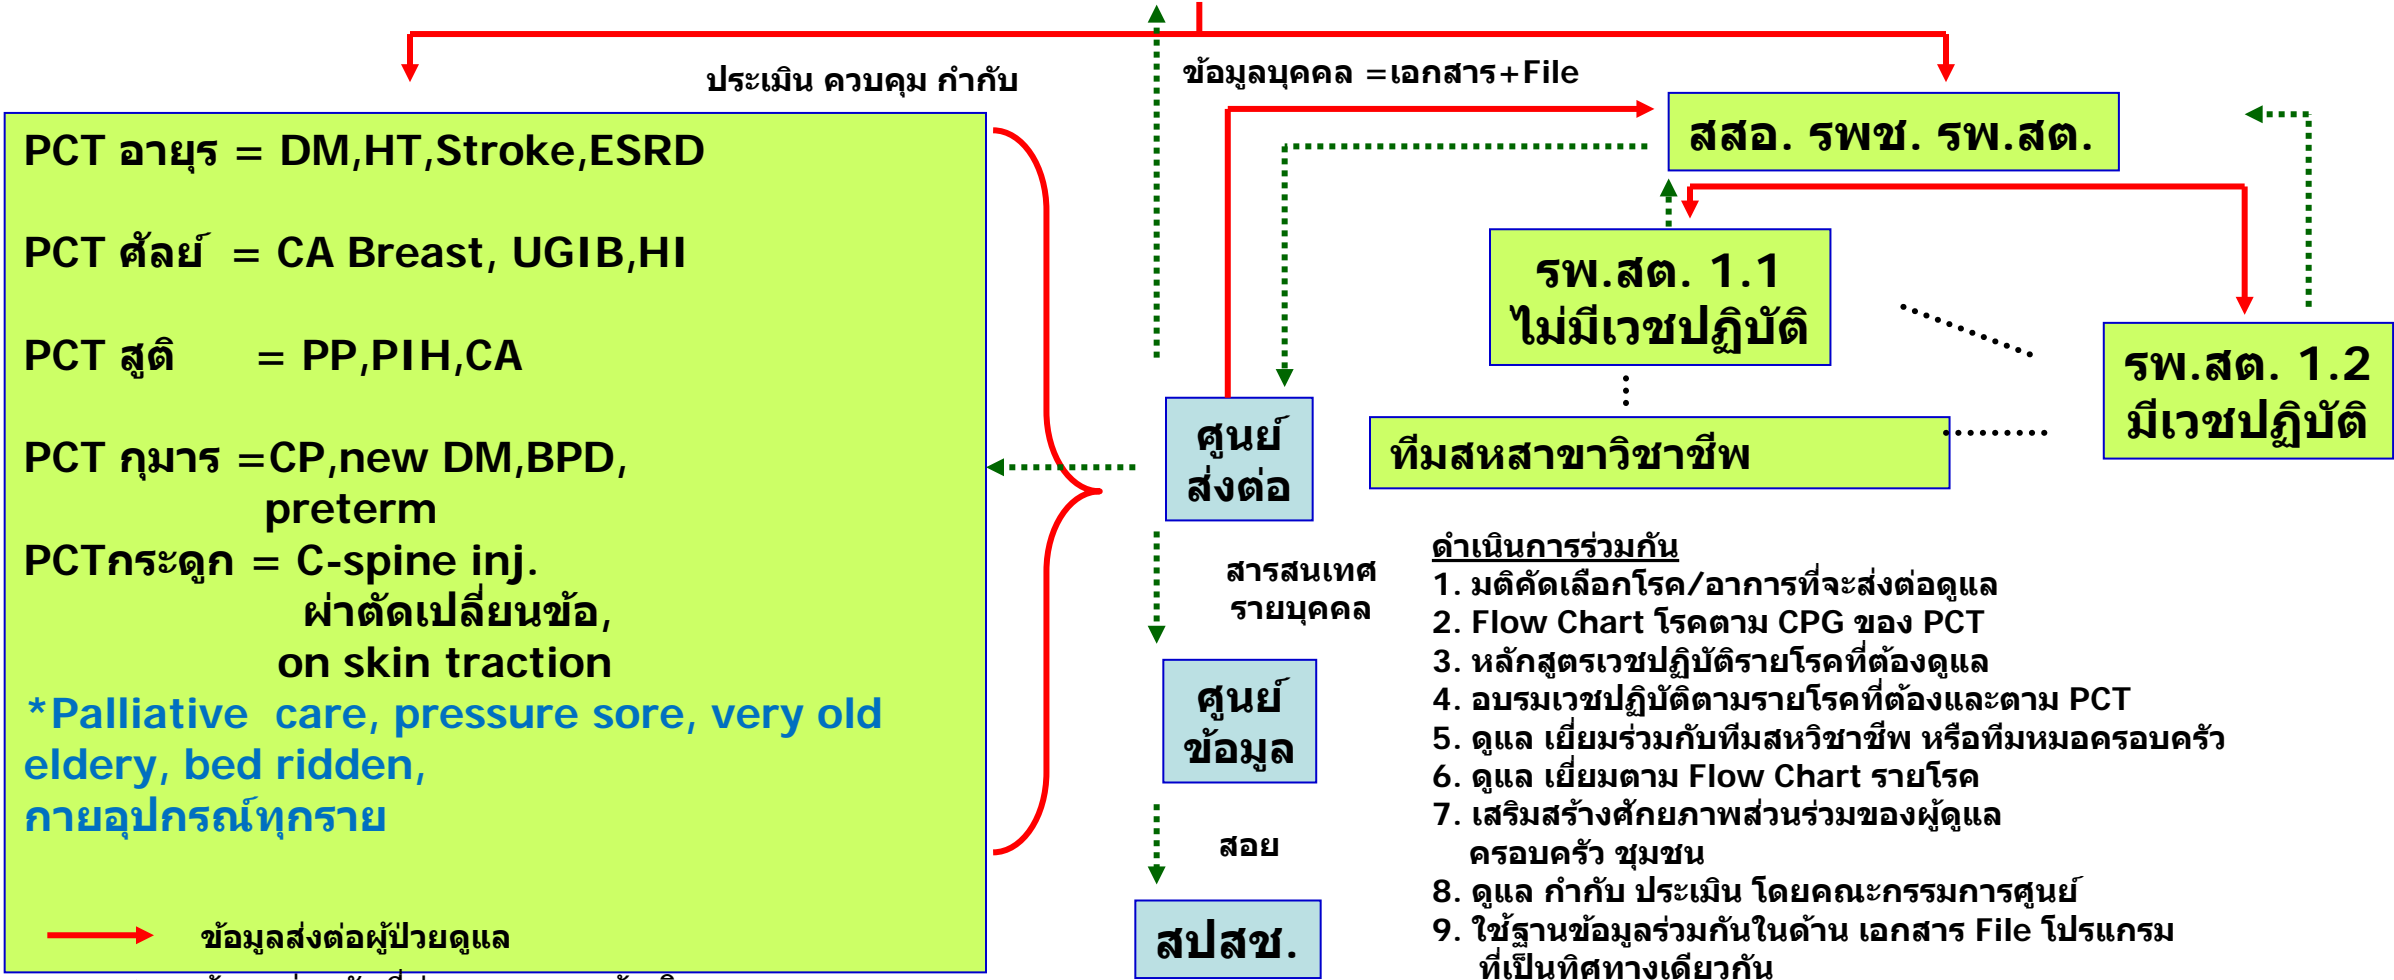 ประเมิน ควบคุม กำกับ
ข้อมูลบุคคล =เอกสาร+File
PCT อายุร = DM,HT,Stroke,ESRD
PCT ศัลย์ = CA Breast, UGIB,HI
PCT สูติ = PP,PIH,CA
PCT กุมาร =CP,new DM,BPD,
preterm
PCTกระดูก = C-spine inj.
ผ่าตัดเปลี่ยนข้อ,
on skin traction
*Palliative care, pressure sore, very old
eldery, bed ridden,
กายอุปกรณ์ทุกราย
ข้อมูลส่งต่อผู้ป่วยดูแล
สสอ. รพช. รพ.สต.
รพ.สต. 1.1
ไม่มีเวชปฏิบัติ
รพ.สต. 1.2
มีเวชปฏิบัติ
ศูนย์
ส่งต่อ
ทีมสหสาขาวิชาชีพ
สารสนเทศ
รายบุคคล
ศูนย์
ข้อมูล
สอย
สปสช.
ดำเนินการร่วมกัน
1. มติคัดเลือกโรค/อาการที่จะส่งต่อดูแล
2. Flow Chart โรคตาม CPG ของ PCT
3. หลักสูตรเวชปฏิบัติรายโรคที่ต้องดูแล
4. อบรมเวชปฏิบัติตามรายโรคที่ต้องและตาม PCT
5. ดูแล เยี่ยมร่วมกับทีมสหวิชาชีพ หรือทีมหมอครอบครัว
6. ดูแล เยี่ยมตาม Flow Chart รายโรค
7. เสริมสร้างศักยภาพส่วนร่วมของผู้ดูแล
ครอบครัว ชุมชน
8. ดูแล กำกับ ประเมิน โดยคณะกรรมการศูนย์
9. ใช้ฐานข้อมูลร่วมกันในด้าน เอกสาร File โปรแกรม
ที่เป็นทิศทางเดียวกัน